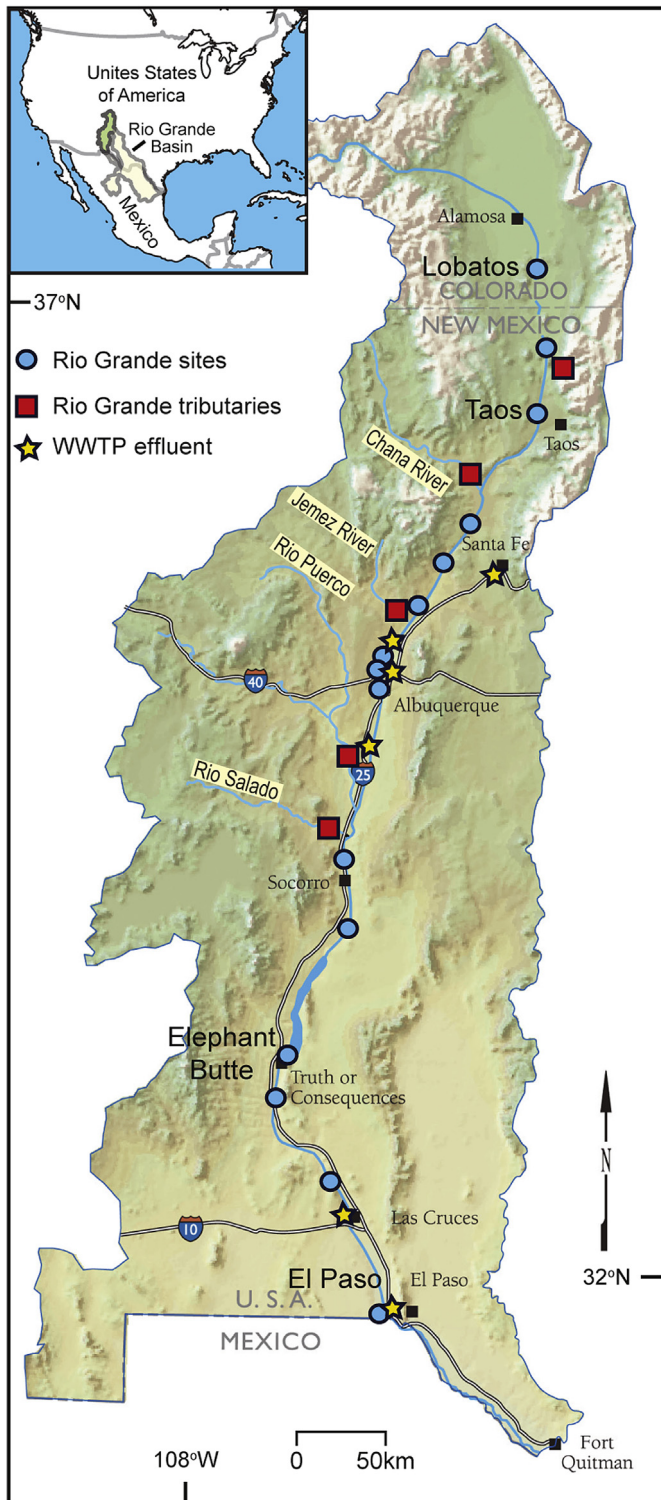 Unites States
of America
Rio Grande
Basin
Mexico
Alamosa
Lobatos
COLORADO
37°N
NEW MEXICO
Rio Grande sites
Rio Grande tributaries
WWTP effluent
Taos
Taos
Chana River
Jemez River
Santa Fe
Rio Puerco
40
Albuquerque
25
Rio Salado
Socorro
Elephant
Butte
Truth or
Consequences
N
Las Cruces
10
El Paso
El Paso
32°N
U. S. A.
MEXICO
Fort
Quitman
108°W
0
50km